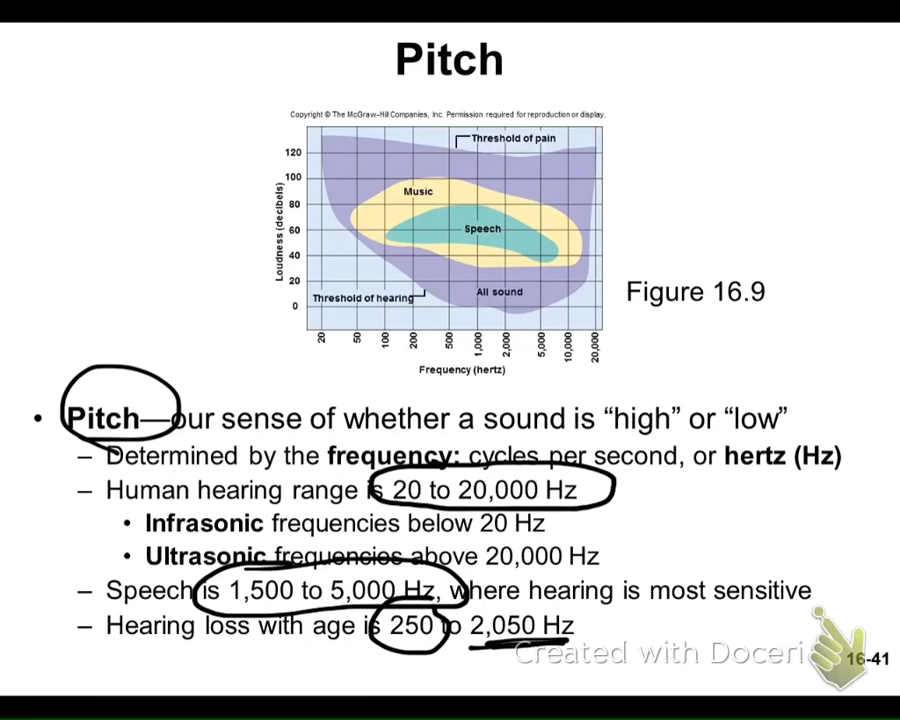 Pitch
Copyright © The McGraw-Hill Companies, Inc. Permission required for reproduction or display.
Threshold of pain
120
100
80
60
40
20
0
Loudness (decibels)
Music
Speech
All sound
Threshold of hearing
20
50
100
200
500
1,000
2,000
5,000
10,000
20,000
Frequency (hertz)
Figure 16.9
• Pitch—our sense of whether a sound is “high” or “low”
– Determined by the frequency: cycles per second, or hertz (Hz)
– Human hearing range is 20 to 20,000 Hz
• Infrasonic frequencies below 20 Hz
• Ultrasonic frequencies above 20,000 Hz
– Speech is 1,500 to 5,000 Hz, where hearing is most sensitive
– Hearing loss with age is 250 to 2,050 Hz
Created with Doceri
16-41